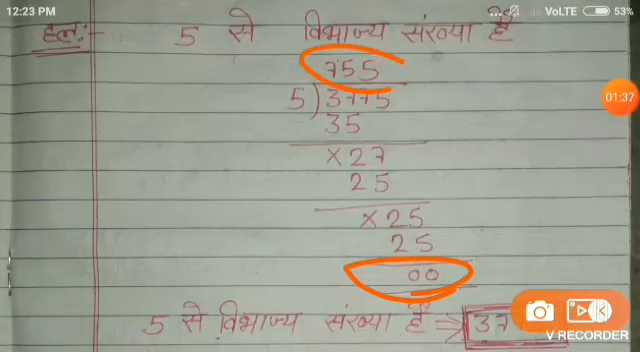 12:23 PM VoLTE 53%
हल:- 5 से विभाज्य संख्या है
755
5)3775
35
×27
25
×25
25
00
5 से विभाज्य संख्या है ⇒ 37
01:37
V RECORDER